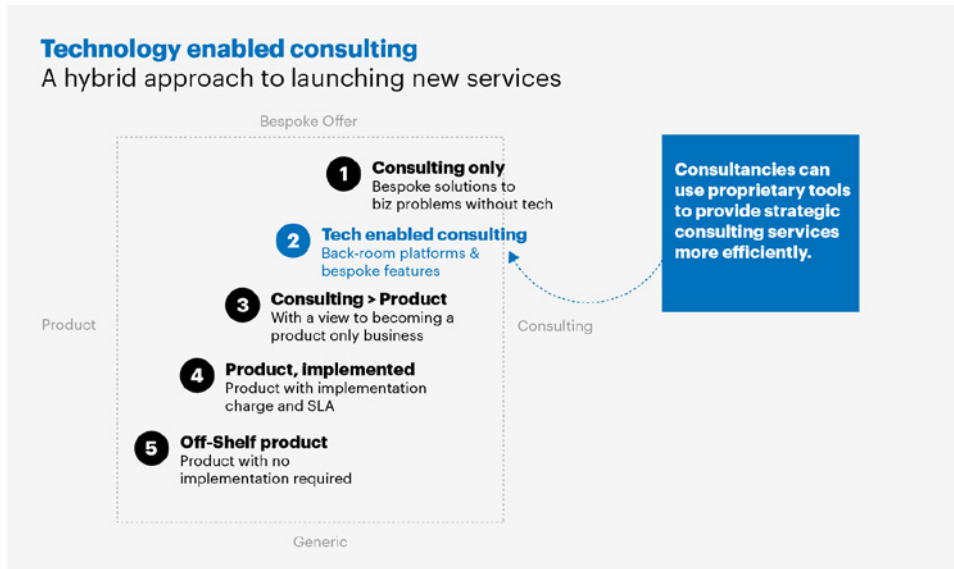 Technology enabled consulting
A hybrid approach to launching new services
Bespoke Offer
1
Consulting only
Bespoke solutions to
biz problems without tech
2
Tech enabled consulting
Back-room platforms &
bespoke features
3
Consulting > Product
With a view to becoming a
product only business
Product
Consulting
4
Product, implemented
Product with implementation
charge and SLA
5
Off-Shelf product
Product with no
implementation required
Generic
Consultancies can
use proprietary tools
to provide strategic
consulting services
more efficiently.